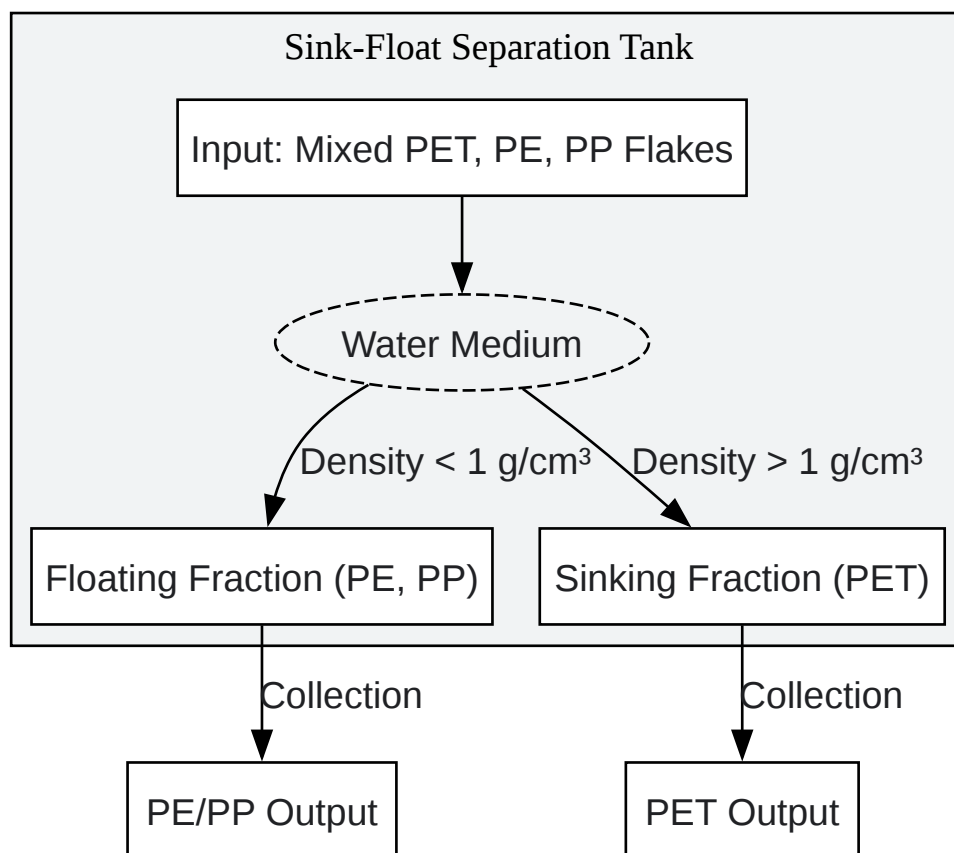 Sink-Float Separation Tank
Input: Mixed PET, PE, PP Flakes
Water Medium
Density < 1 g/cm³
Density > 1 g/cm³
Floating Fraction (PE, PP)
Sinking Fraction (PET)
Collection
Collection
PE/PP Output
PET Output